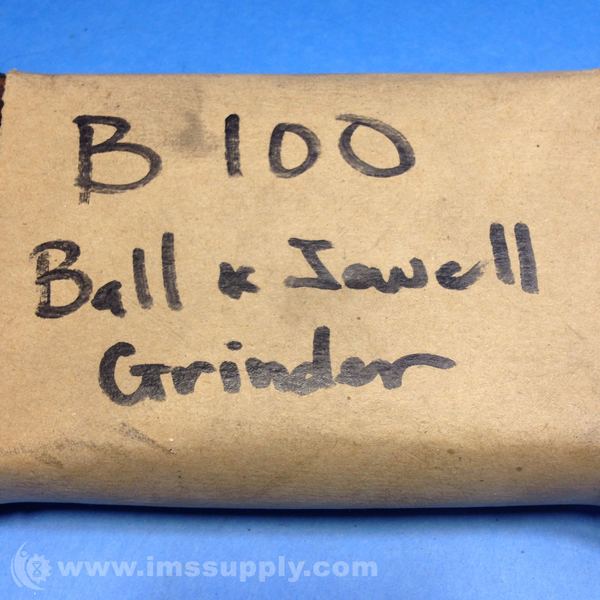 B 100
Ball & Jewell
Grinder
www.imssupply.com